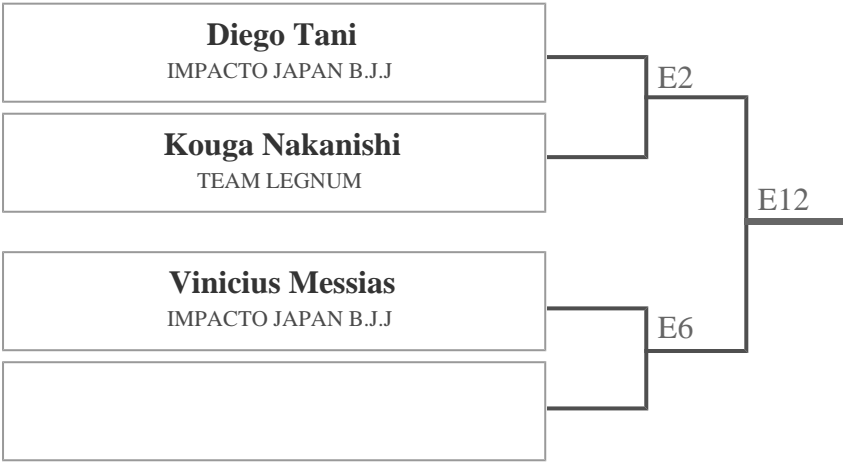 Diego Tani
IMPACTO JAPAN B.J.J
E2
Kouga Nakanishi
TEAM LEGNUM
E12
Vinicius Messias
IMPACTO JAPAN B.J.J
E6